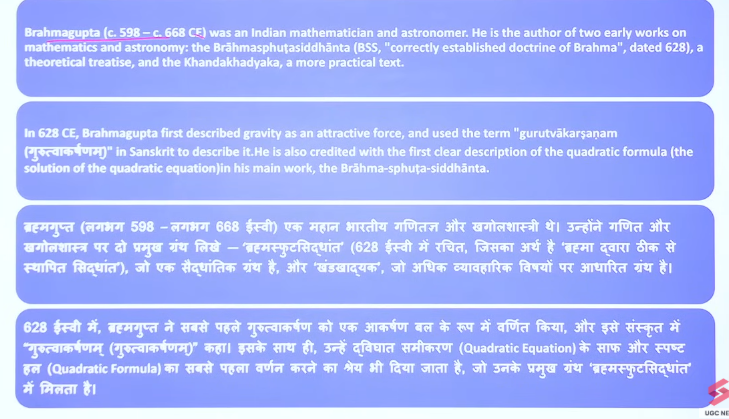 Brahmagupta (c. 598 – c. 668 CE) was an Indian mathematician and astronomer. He is the author of two early works on
mathematics and astronomy: the Brāhmasphuṭasiddhānta (BSS, "correctly established doctrine of Brahma", dated 628), a
theoretical treatise, and the Khandakhadyaka, a more practical text.
In 628 CE, Brahmagupta first described gravity as an attractive force, and used the term "gurutvākarṣaṇam
(गुरुत्वाकर्षणम्)" in Sanskrit to describe it.He is also credited with the first clear description of the quadratic formula (the
solution of the quadratic equation)in his main work, the Brāhma-sphuṭa-siddhānta.
ब्रह्मगुप्त (लगभग 598 – लगभग 668 ईस्वी) एक महान भारतीय गणितज्ञ और खगोलशास्त्री थे। उन्होंने गणित और
खगोलशास्त्र पर दो प्रमुख ग्रंथ लिखे — 'ब्रह्मस्फुटसिद्धांत' (628 ईस्वी में रचित, जिसका अर्थ है 'ब्रह्मा द्वारा ठीक से
स्थापित सिद्धांत'), जो एक सैद्धांतिक ग्रंथ है, और 'खंडखाद्यक', जो अधिक व्यावहारिक विषयों पर आधारित ग्रंथ है।
628 ईस्वी में, ब्रह्मगुप्त ने सबसे पहले गुरुत्वाकर्षण को एक आकर्षण बल के रूप में वर्णित किया, और इसे संस्कृत में
"गुरुत्वाकर्षणम् (गुरुत्वाकर्षणम्)" कहा। इसके साथ ही, उन्हें द्विघात समीकरण (Quadratic Equation) के साफ और स्पष्ट
हल (Quadratic Formula) का सबसे पहला वर्णन करने का श्रेय भी दिया जाता है, जो उनके प्रमुख ग्रंथ 'ब्रह्मस्फुटसिद्धांत'
में मिलता है।
UGC NE